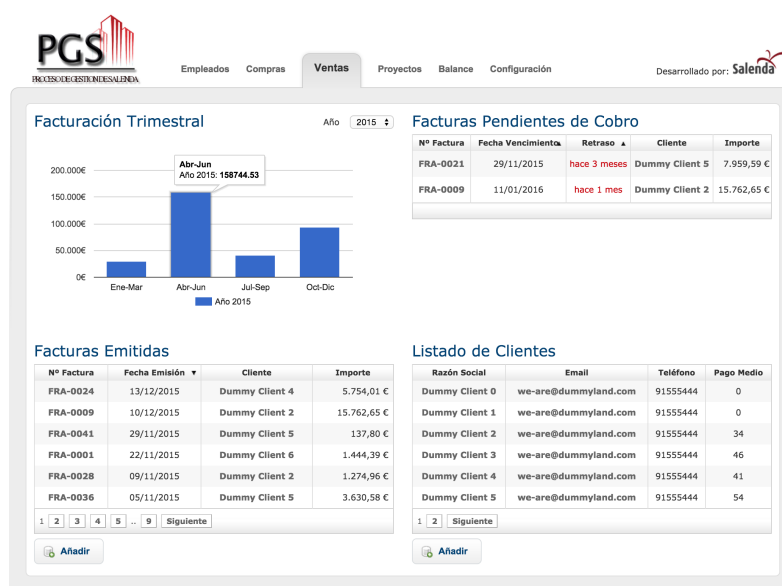 PGS
PROCESO DE GESTION DE SALENDA
Empleados Compras Ventas Proyectos Balance Configuración
Desarrollado por: Salenda
Facturación Trimestral
Año 2015
200.000€
150.000€
100.000€
50.000€
0€
Abr-Jun
Año 2015: 158744.53
Ene-Mar Abr-Jun Jul-Sep Oct-Dic
Año 2015
Facturas Pendientes de Cobro
Nº Factura Fecha Vencimiento▲ Retraso ▲ Cliente Importe
FRA-0021 29/11/2015 hace 3 meses Dummy Client 5 7.959,59 €
FRA-0009 11/01/2016 hace 1 mes Dummy Client 2 15.762,65 €
Facturas Emitidas
Nº Factura Fecha Emisión ▼ Cliente Importe
FRA-0024 13/12/2015 Dummy Client 4 5.754,01 €
FRA-0009 10/12/2015 Dummy Client 2 15.762,65 €
FRA-0041 29/11/2015 Dummy Client 5 137,80 €
FRA-0001 22/11/2015 Dummy Client 6 1.444,39 €
FRA-0028 09/11/2015 Dummy Client 2 1.274,96 €
FRA-0036 05/11/2015 Dummy Client 5 3.630,58 €
1 2 3 4 5 .. 9 Siguiente
Añadir
Listado de Clientes
Razón Social Email Teléfono Pago Medio
Dummy Client 0 we-are@dummyland.com 91555444 0
Dummy Client 1 we-are@dummyland.com 91555444 0
Dummy Client 2 we-are@dummyland.com 91555444 34
Dummy Client 3 we-are@dummyland.com 91555444 46
Dummy Client 4 we-are@dummyland.com 91555444 41
Dummy Client 5 we-are@dummyland.com 91555444 54
1 2 Siguiente
Añadir